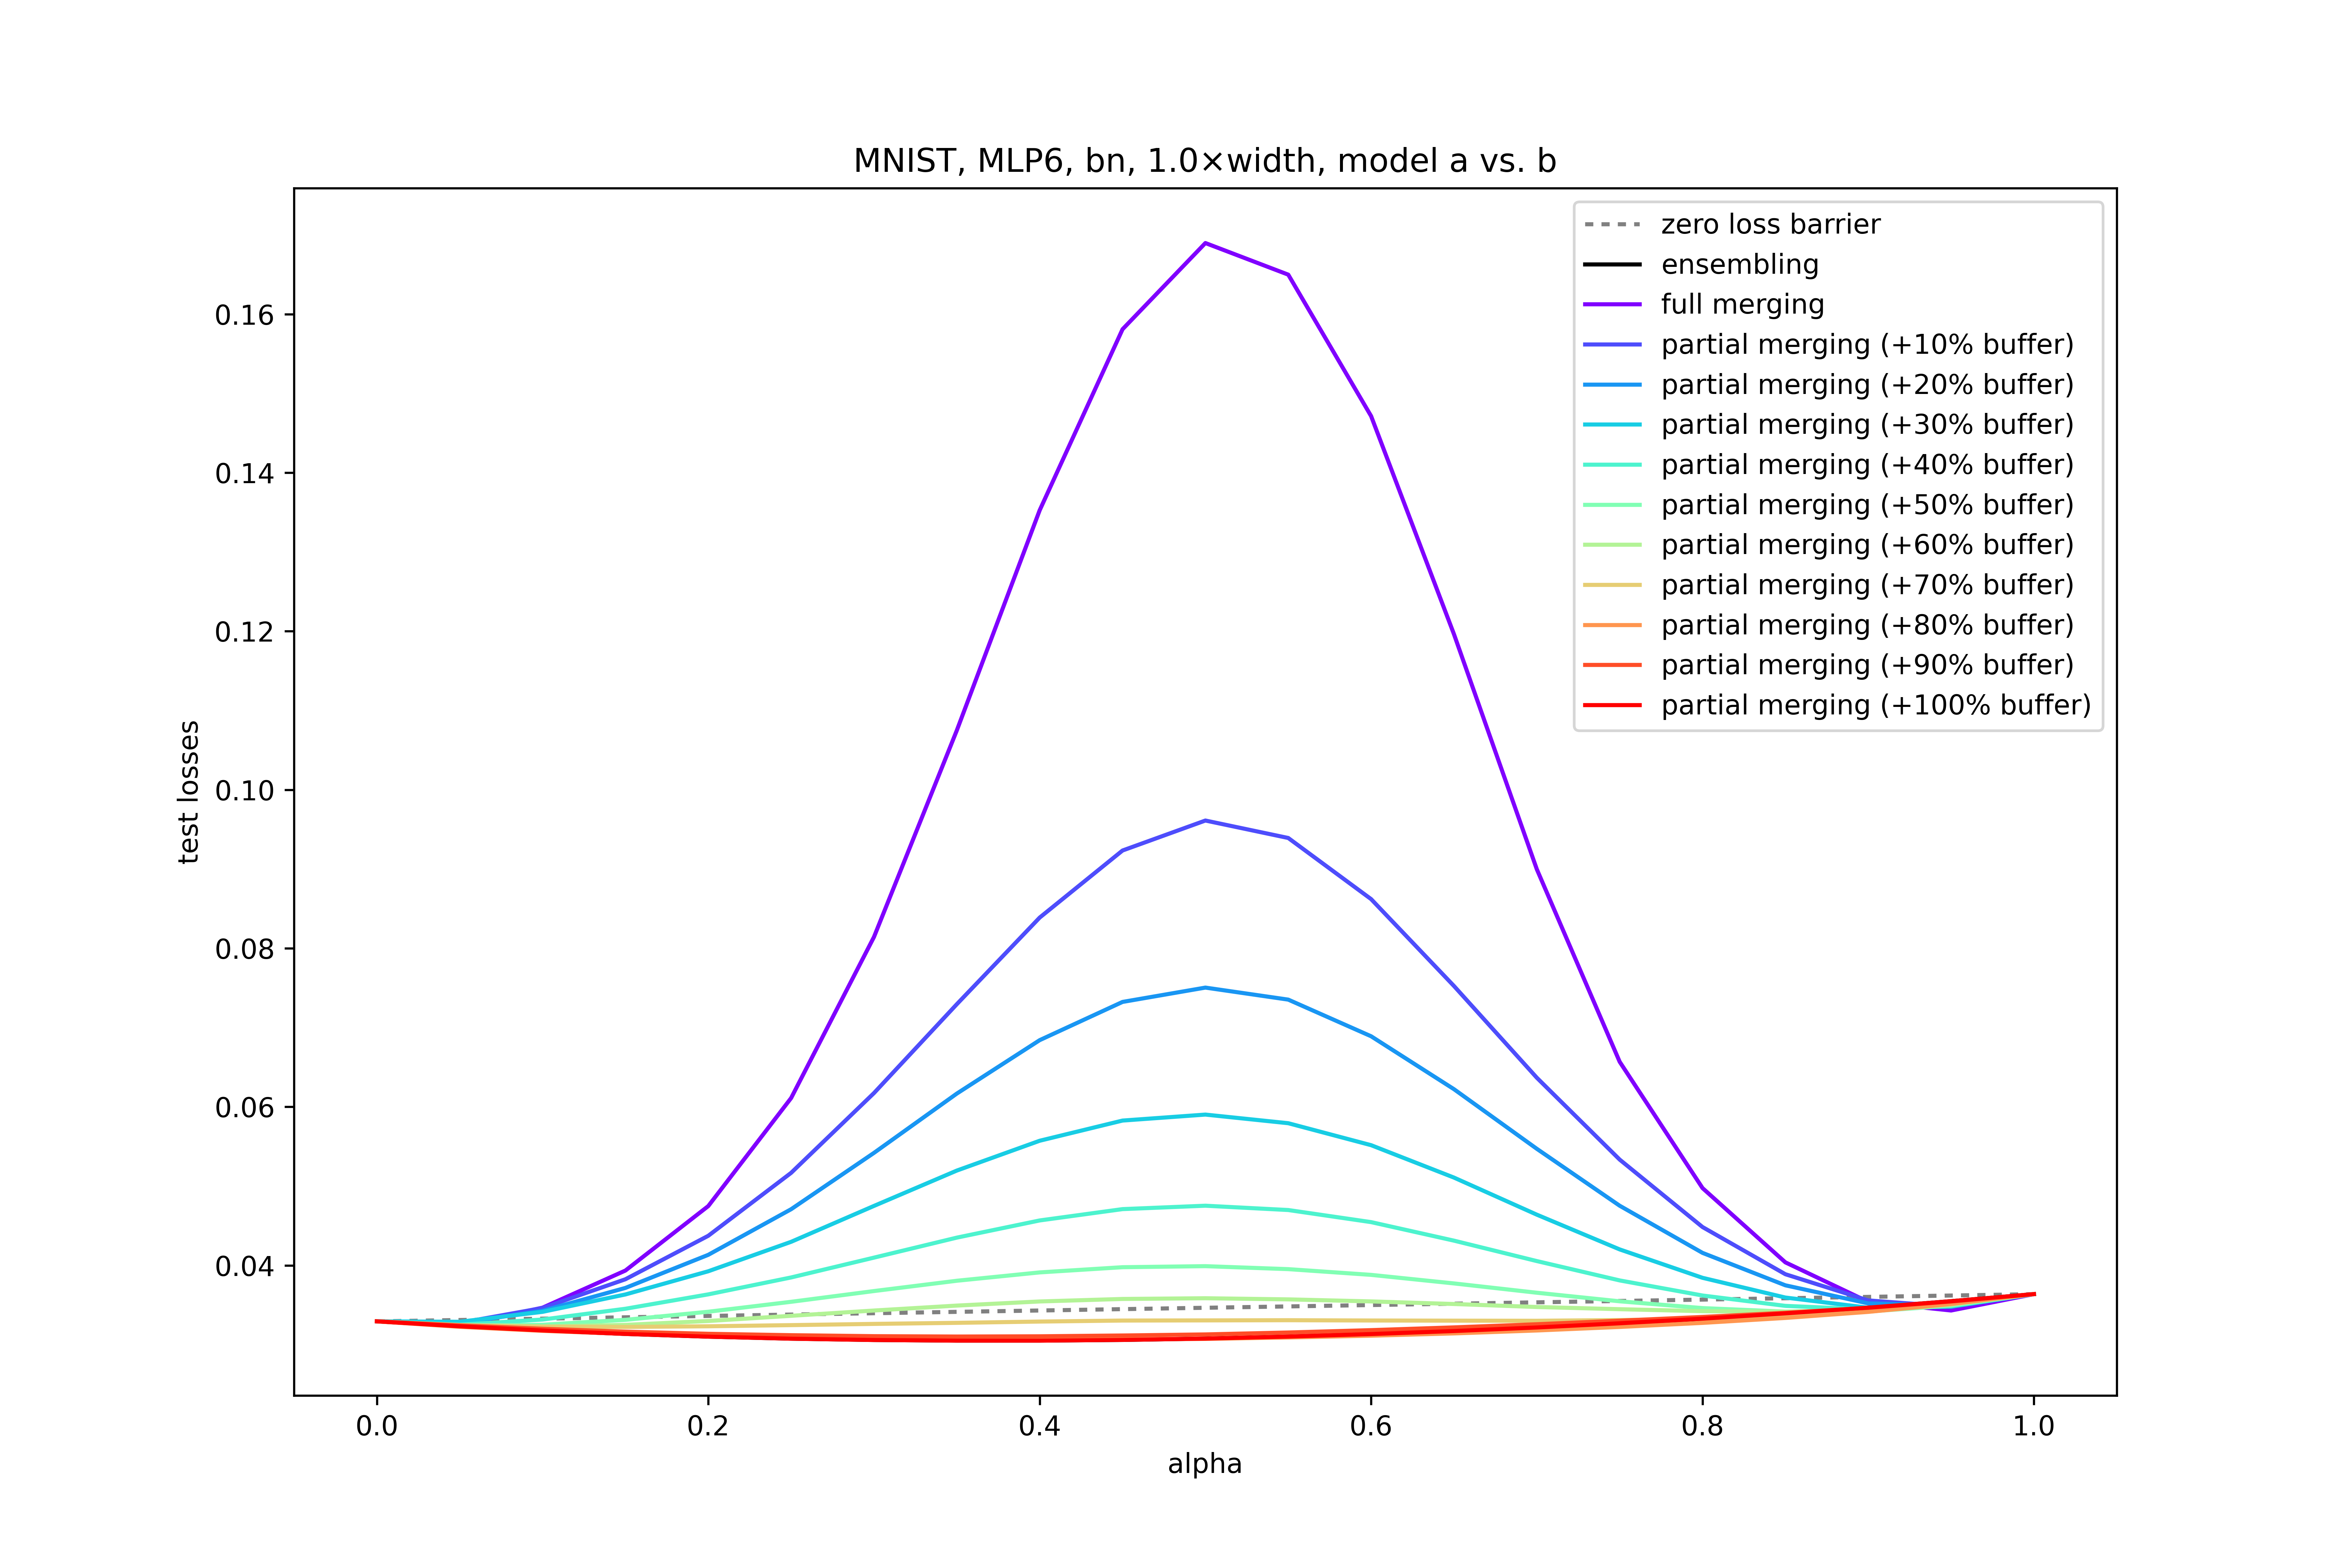 MNIST, MLP6, bn, 1.0×width, model a vs. b
zero loss barrier
ensembling
full merging
partial merging (+10% buffer)
partial merging (+20% buffer)
partial merging (+30% buffer)
partial merging (+40% buffer)
partial merging (+50% buffer)
partial merging (+60% buffer)
partial merging (+70% buffer)
partial merging (+80% buffer)
partial merging (+90% buffer)
partial merging (+100% buffer)
test losses
0.16
0.14
0.12
0.10
0.08
0.06
0.04
0.0 0.2 0.4 0.6 0.8 1.0
alpha